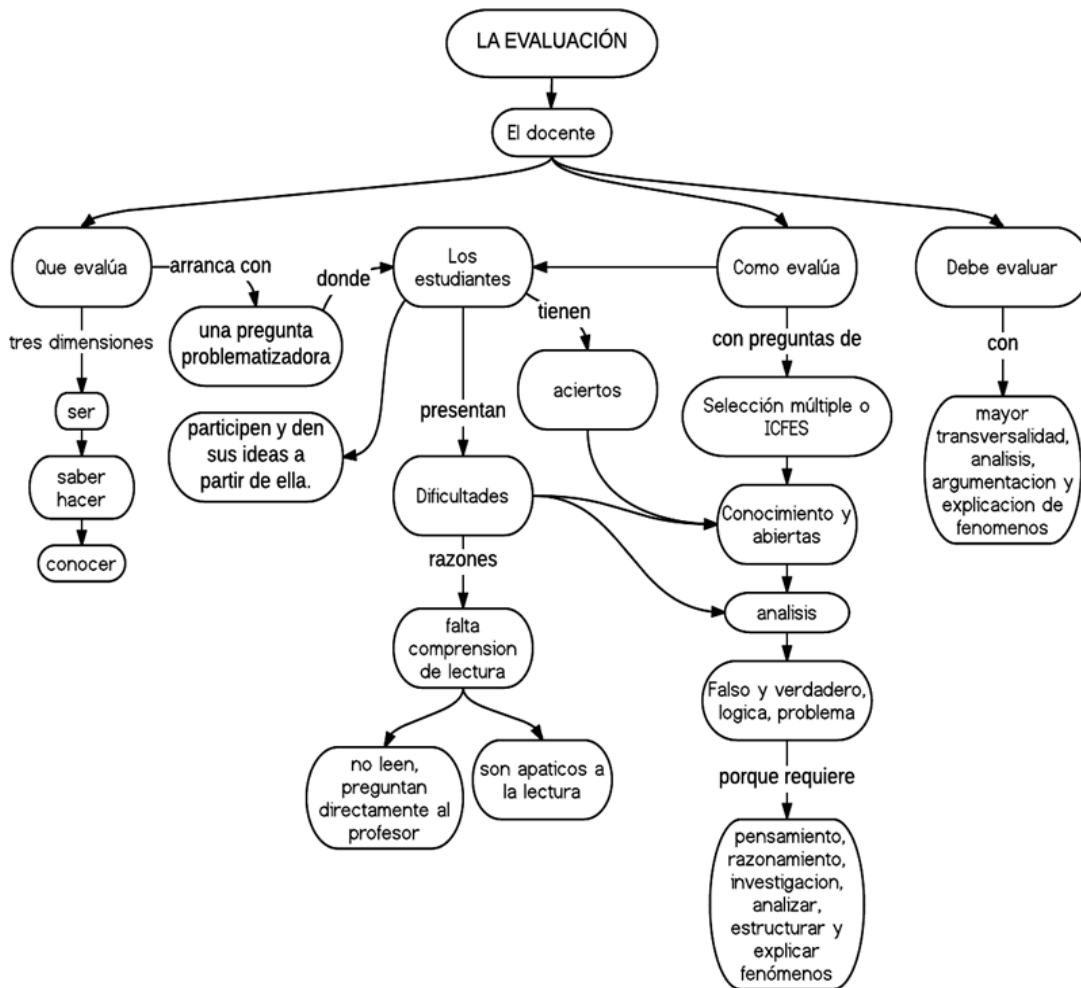 LA EVALUACIÓN
El docente
Que evalúa
Los
estudiantes
Como evalúa
Debe evaluar
arranca con
donde
una pregunta
problematizadora
tienen
tres dimensiones
con preguntas de
con
aciertos
ser
presentan
Selección múltiple o
ICFES
mayor
transversalidad,
analisis,
argumentacion y
explicacion de
fenomenos
participen y den
sus ideas a
partir de ella.
saber
hacer
Dificultades
Conocimiento y
abiertas
conocer
razones
analisis
falta
comprension
de lectura
Falso y verdadero,
logica, problema
no leen,
preguntan
directamente al
profesor
son apaticos a
la lectura
porque requiere
pensamiento,
razonamiento,
investigacion,
analizar,
estructurar y
explicar
fenómenos